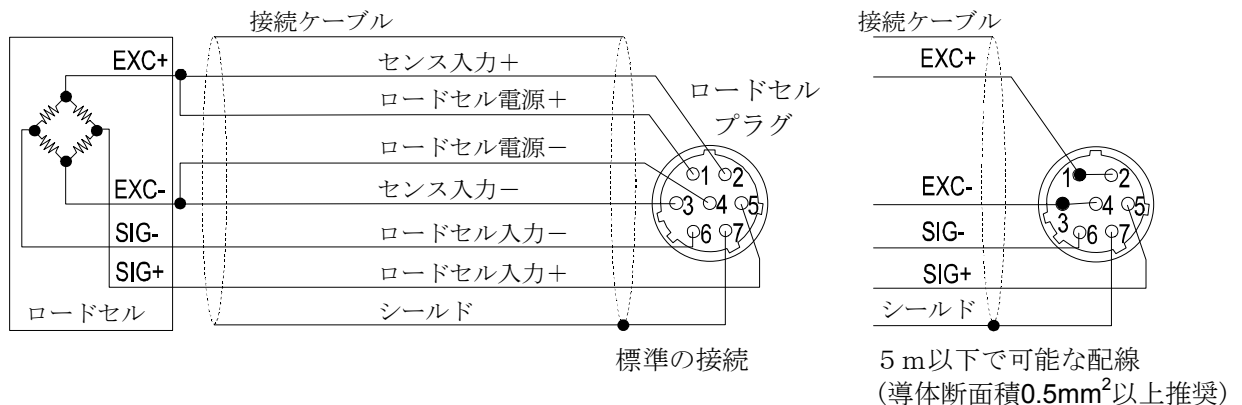 接続ケーブル
EXC+
センス入力＋
ロードセル電源＋
ロードセル
プラグ
ロードセル電源－
EXC-
センス入力－
SIG-
ロードセル入力－
SIG+
ロードセル入力＋
ロードセル
シールド
1 2
3 4 5
6 7
標準の接続
接続ケーブル
EXC+
EXC-
SIG-
SIG+
シールド
1 2
3 4 5
6 7
５ｍ以下で可能な配線
（導体断面積0.5mm²以上推奨）